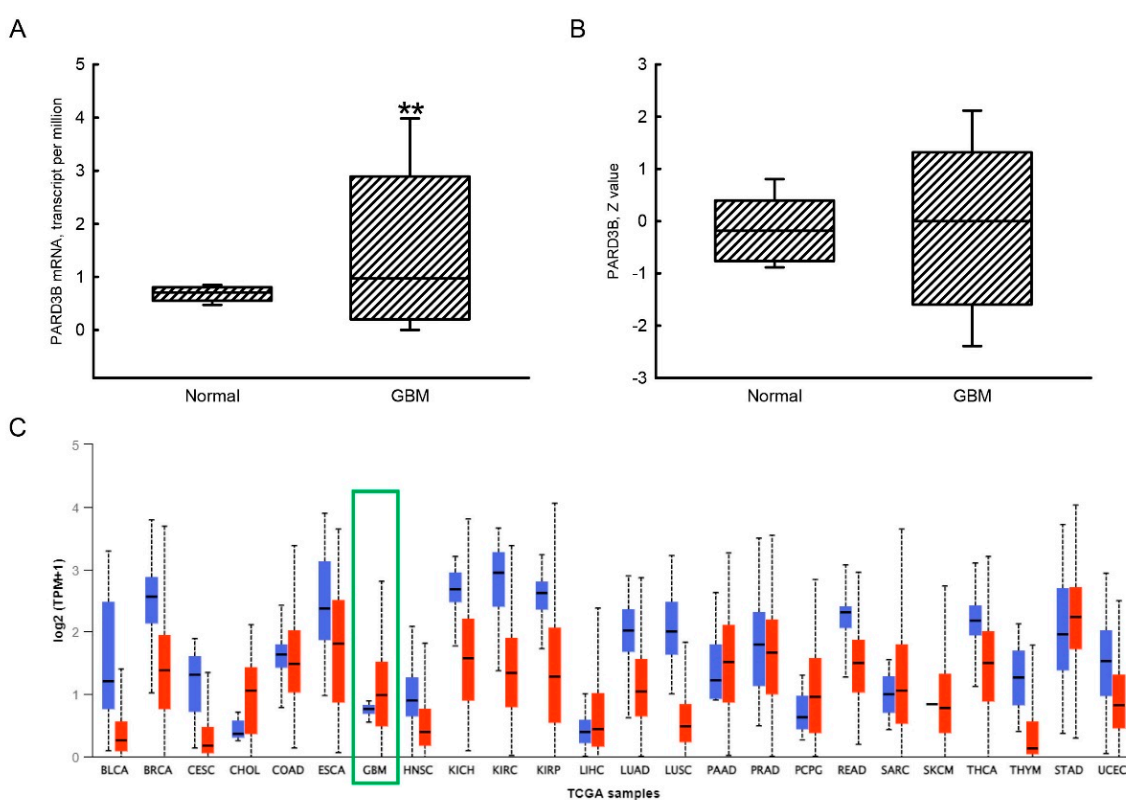 A
PARD3B mRNA, transcript per million
5
4
3
2
1
0
**
Normal
GBM
B
PARD3B, Z value
3
2
1
0
-1
-2
-3
Normal
GBM
C
log2 (TPM+1)
5
4
3
2
1
0
BLCA BRCA CESC CHOL COAD ESCA GBM HNSC KICH KIRC KIRP LIHC LUAD LUSC PAAD PRAD PCPG READ SARC SKCM THCA THYM STAD UCEC
TCGA samples